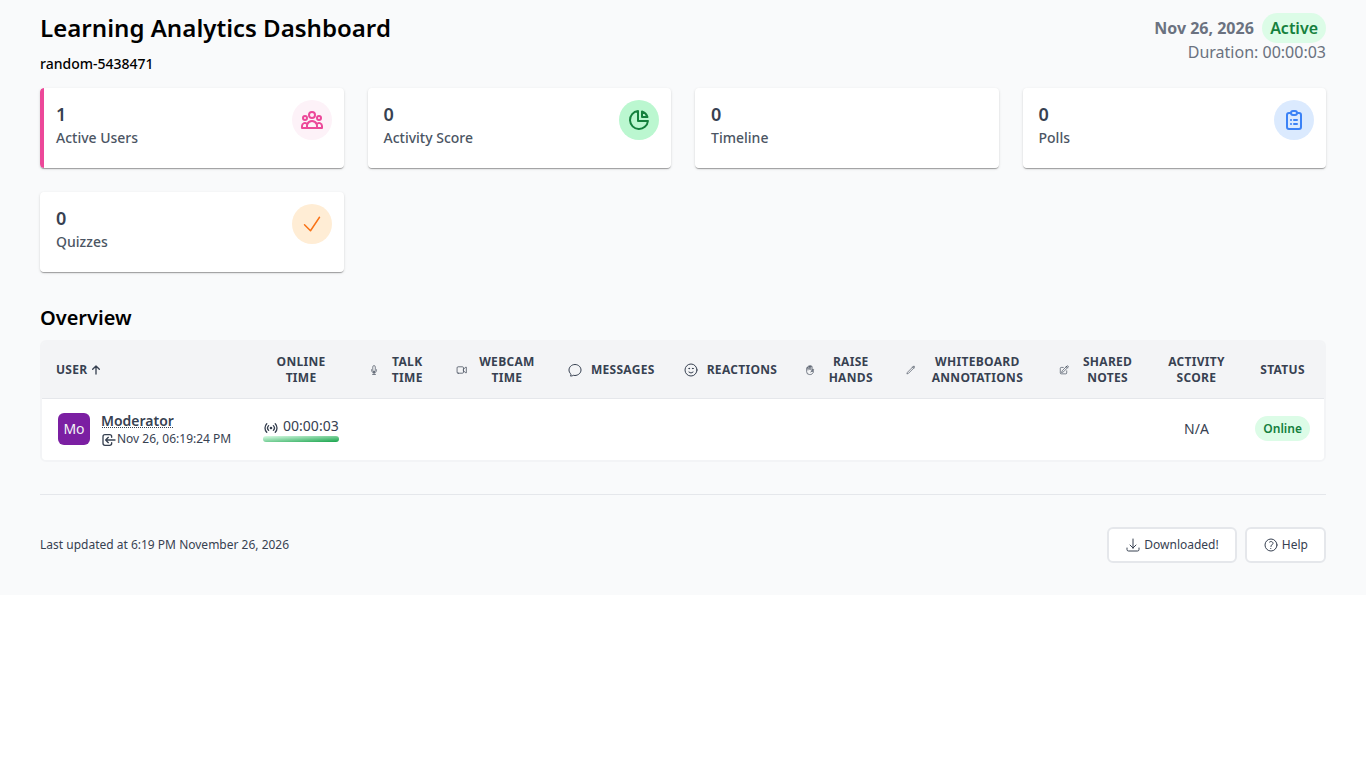 Learning Analytics Dashboard
Nov 26, 2026 Active
Duration: 00:00:03
random-5438471
1
Active Users
0
Activity Score
0
Timeline
0
Polls
0
Quizzes
Overview
USER ONLINE TIME TALK TIME WEBCAM TIME MESSAGES REACTIONS RAISE HANDS WHITEBOARD ANNOTATIONS SHARED NOTES ACTIVITY SCORE STATUS
Mo Moderator 00:00:03 N/A Online
Nov 26, 06:19:24 PM
Last updated at 6:19 PM November 26, 2026 Downloaded! Help